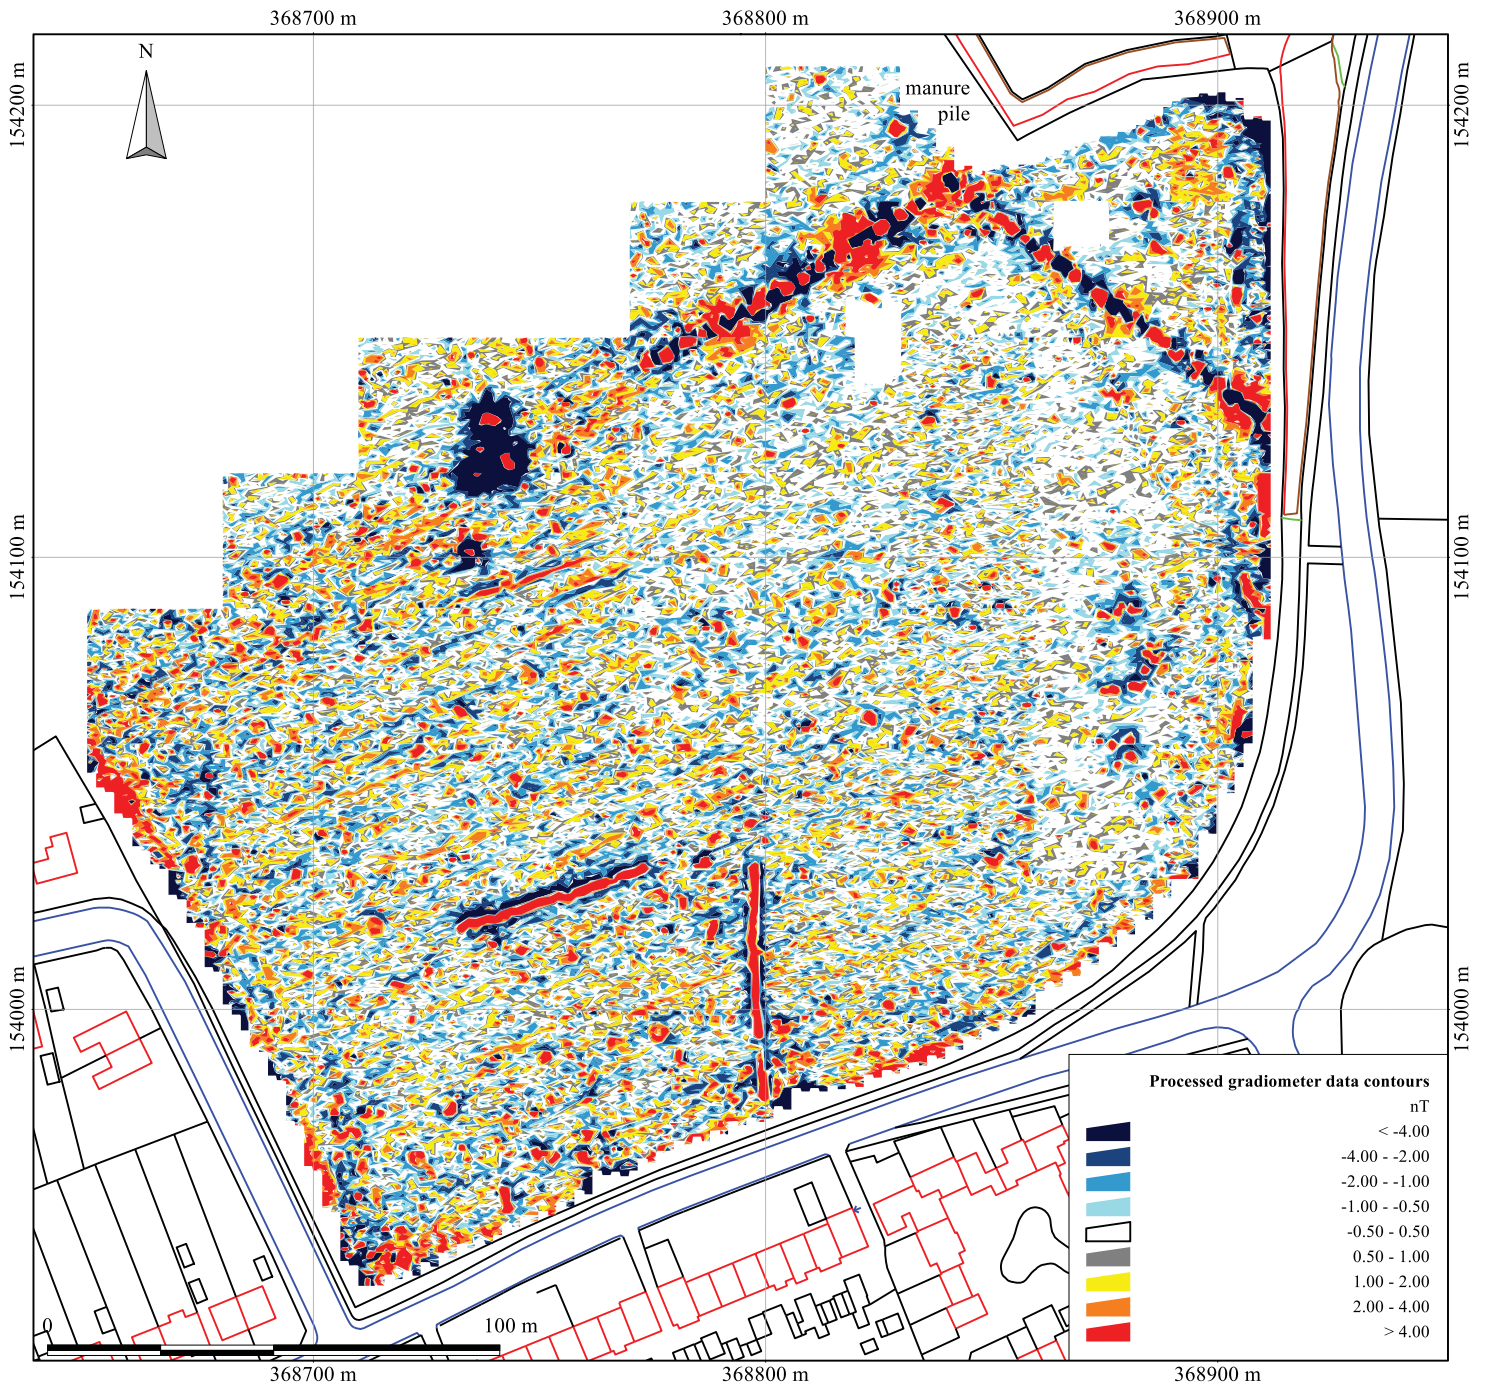 368700 m
368800 m
368900 m
N
manure
pile
154200 m
154200 m
154100 m
154100 m
154000 m
154000 m
Processed gradiometer data contours
nT
< -4.00
-4.00 - -2.00
-2.00 - -1.00
-1.00 - -0.50
-0.50 - 0.50
0.50 - 1.00
1.00 - 2.00
2.00 - 4.00
> 4.00
0
100 m
368700 m
368800 m
368900 m